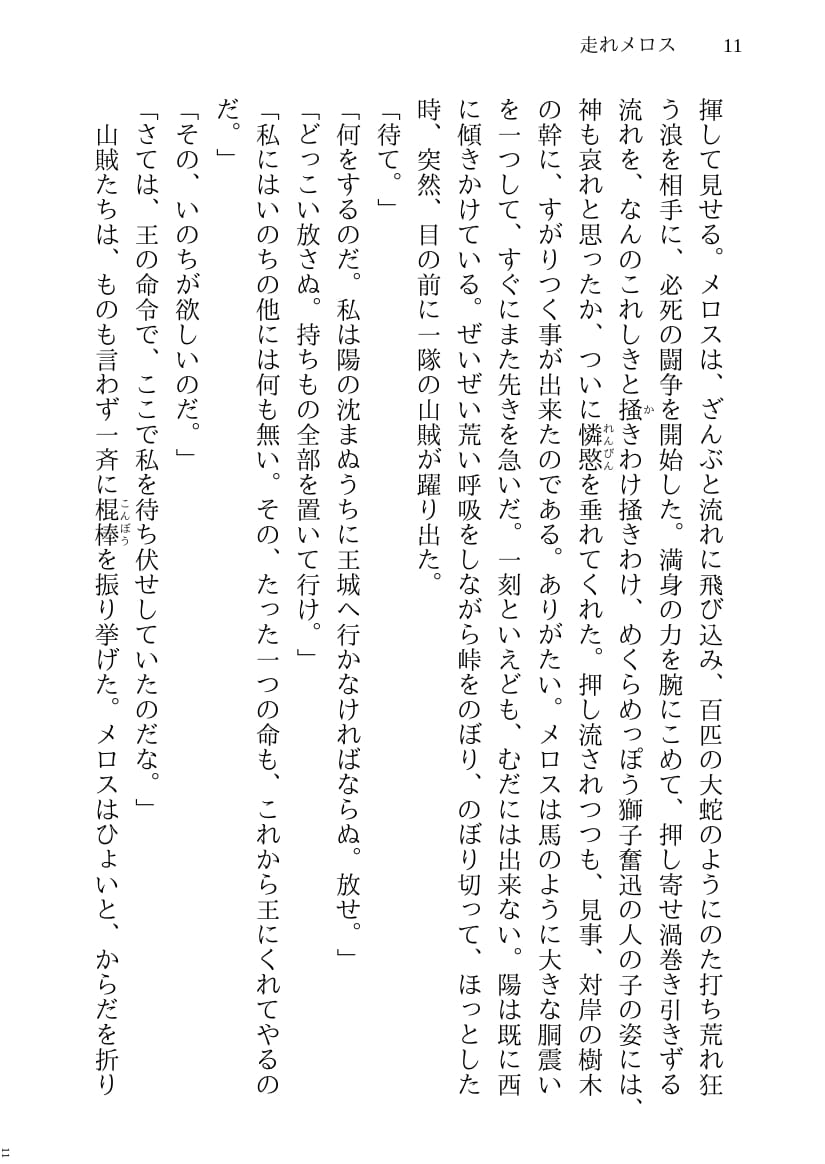 走れメロス 11
揮して見せる。メロスは、ざんぶと流れに飛び込み、百匹の大蛇のようにのた打ち荒れ狂
う浪を相手に、必死の闘争を開始した。満身の力を腕にこめて、押し寄せ渦巻き引きずる
流れを、なんのこれしきと掻きわけ掻きわけ、めくらめっぽう獅子奮迅の人の子の姿には、
神も哀れと思ったか、ついに憐愍を垂れてくれた。押し流されつつも、見事、対岸の樹木
の幹に、すがりつく事が出来たのである。ありがたい。メロスは馬のように大きな胴震い
を一つして、すぐにまた先きを急いだ。一刻といえども、むだには出来ない。陽は既に西
に傾きかけている。ぜいぜい荒い呼吸をしながら峠をのぼり、のぼり切って、ほっとした
時、突然、目の前に一隊の山賊が躍り出た。
「待て。」
「何をするのだ。私は陽の沈まぬうちに王城へ行かなければならぬ。放せ。」
「どっこい放さぬ。持ちもの全部を置いて行け。」
「私にはいのちの他には何も無い。その、たった一つの命も、これから王にくれてやるの
だ。」
「その、いのちが欲しいのだ。」
「さては、王の命令で、ここで私を待ち伏せしていたのだな。」
山賊たちは、ものも言わず一斉に棍棒を振り挙げた。メロスはひょいと、からだを折り
11